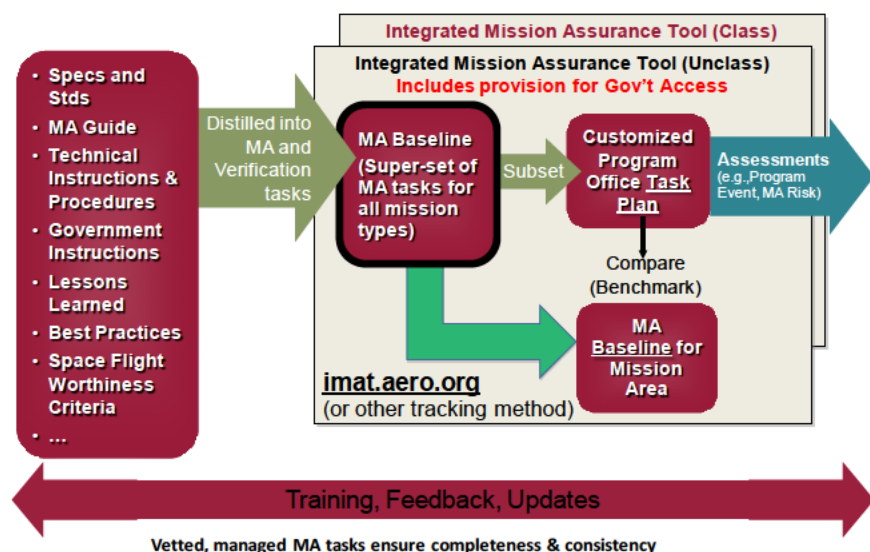 Integrated Mission Assurance Tool (Class)
Integrated Mission Assurance Tool (Unclass)
Includes provision for Gov't Access
• Specs and
Stds
• MA Guide
• Technical
Instructions &
Procedures
• Government
Instructions
• Lessons
Learned
• Best Practices
• Space Flight
Worthiness
Criteria
• ...
Distilled into
MA and
Verification
tasks
MA Baseline
(Super-set of
MA tasks for
all mission
types)
Subset
Customized
Program
Office Task
Plan
Assessments
(e.g.,Program
Event, MA Risk)
Compare
(Benchmark)
MA
Baseline for
Mission
Area
imat.aero.org
(or other tracking method)
Training, Feedback, Updates
Vetted, managed MA tasks ensure completeness & consistency